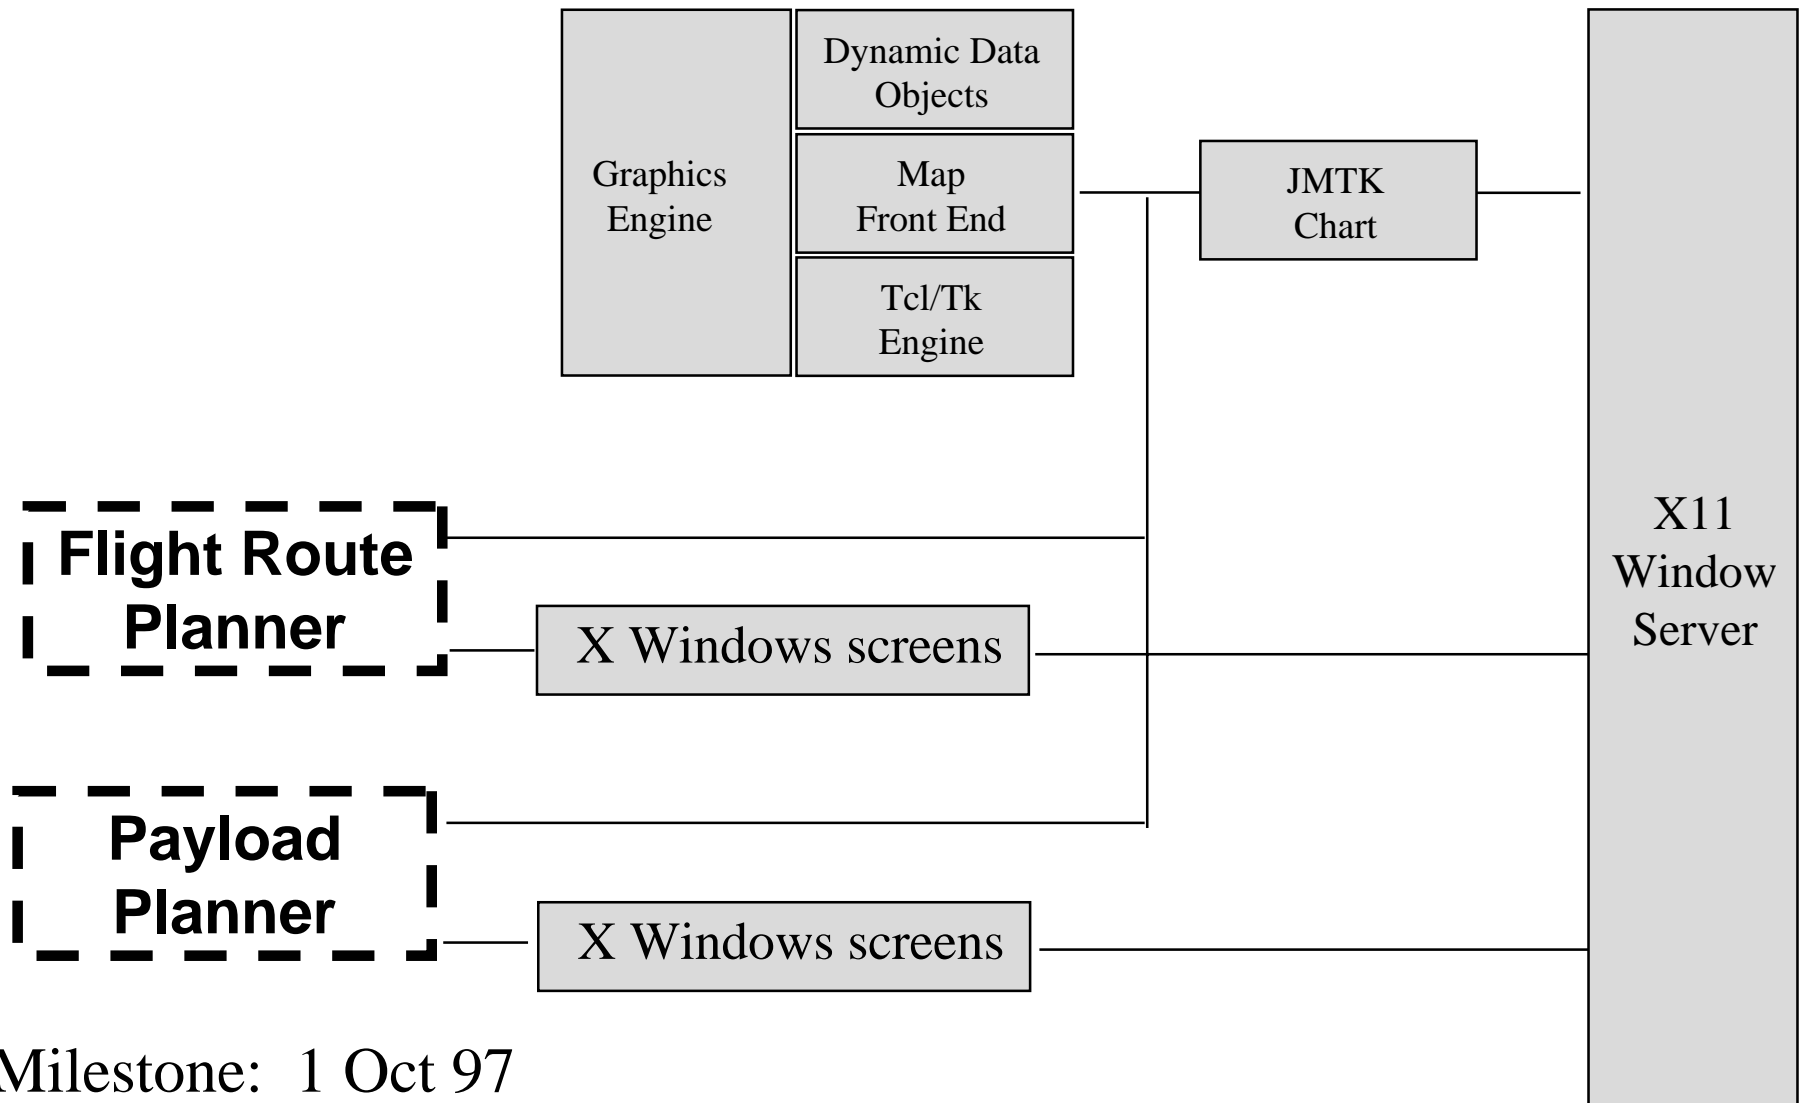 Dynamic Data
Objects
Graphics
Engine
Map
Front End
JMTK
Chart
Tcl/Tk
Engine
X11
Window
Server
Flight Route
Planner
X Windows screens
Payload
Planner
X Windows screens
Milestone: 1 Oct 97